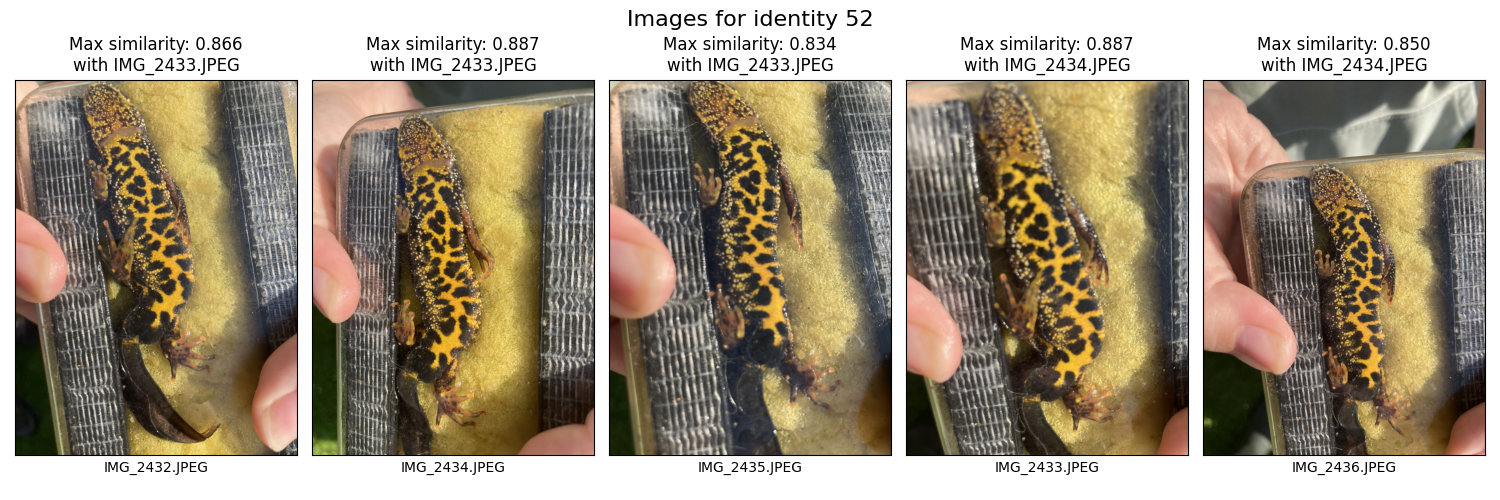 Images for identity 52
Max similarity: 0.866
with IMG_2433.JPEG
Max similarity: 0.887
with IMG_2433.JPEG
Max similarity: 0.834
with IMG_2433.JPEG
Max similarity: 0.887
with IMG_2434.JPEG
Max similarity: 0.850
with IMG_2434.JPEG
IMG_2432.JPEG
IMG_2434.JPEG
IMG_2435.JPEG
IMG_2433.JPEG
IMG_2436.JPEG